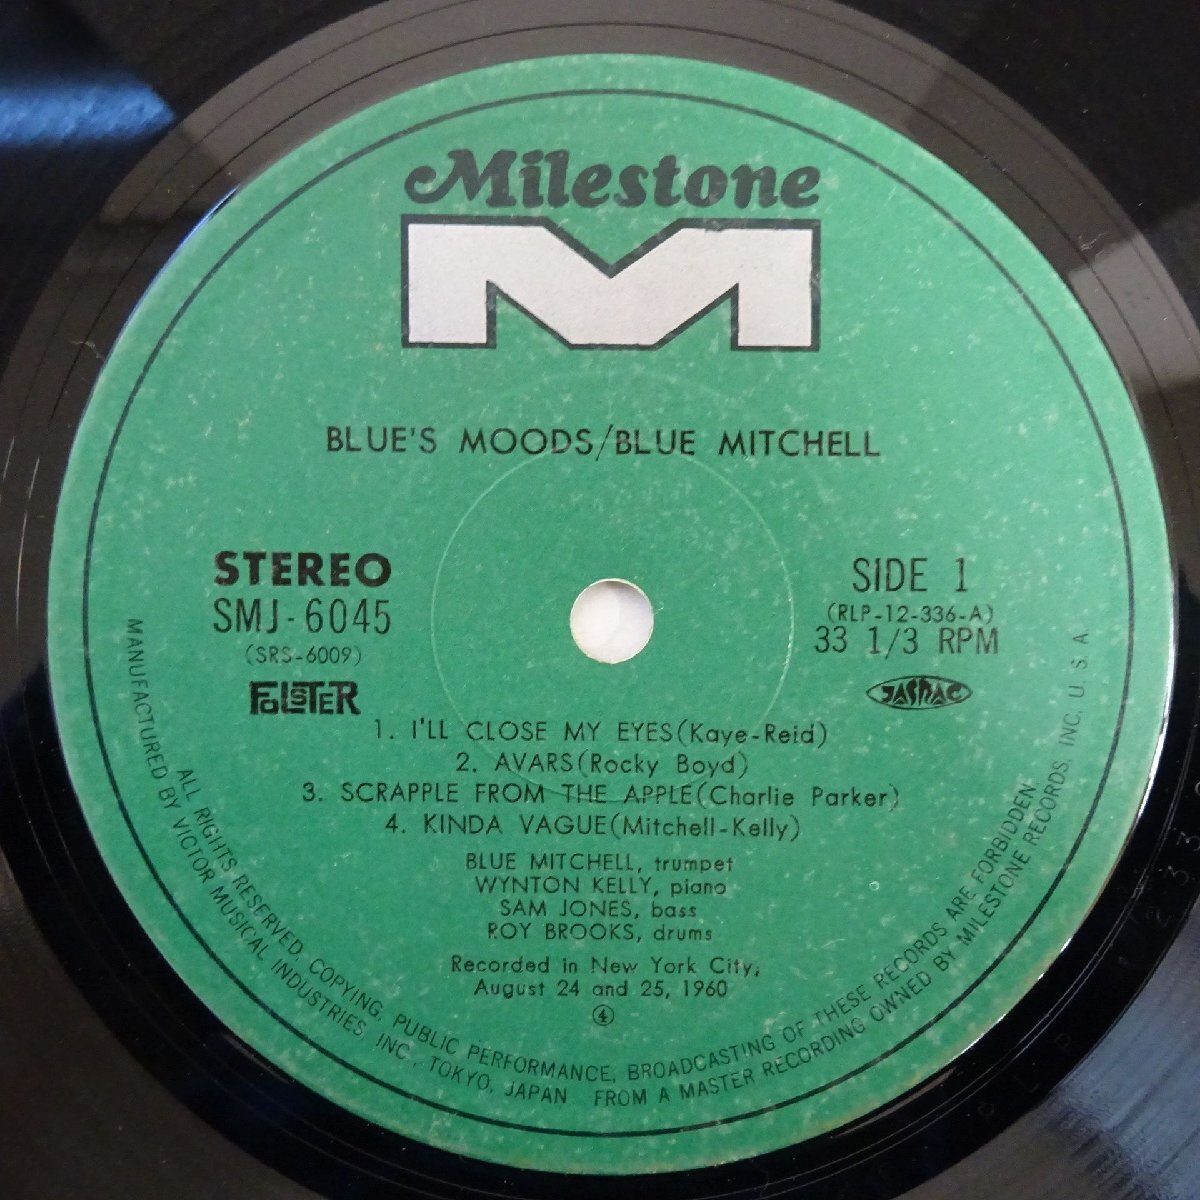 Milestone
BLUE'S MOODS/BLUE MITCHELL
STEREO
SMJ-6045
(SRS-6009)
FOLSTER
SIDE 1
(RLP-12-336-A)
33 1/3 RPM
JASRAC
1. I'LL CLOSE MY EYES(Kaye-Reid)
2. AVARS(Rocky Boyd)
3. SCRAPPLE FROM THE APPLE(Charlie Parker)
4. KINDA VAGUE(Mitchell-Kelly)
BLUE MITCHELL, trumpet
WYNTON KELLY, piano
SAM JONES, bass
ROY BROOKS, drums
Recorded in New York City,
August 24 and 25, 1960
④
ALL RIGHTS RESERVED, COPYING, PUBLIC PERFORMANCE, BROADCASTING OF THESE RECORDS ARE FORBIDDEN.
MANUFACTURED BY VICTOR MUSICAL INDUSTRIES, INC., TOKYO, JAPAN FROM A MASTER RECORDING OWNED BY MILESTONE RECORDS, INC, U. S. A.